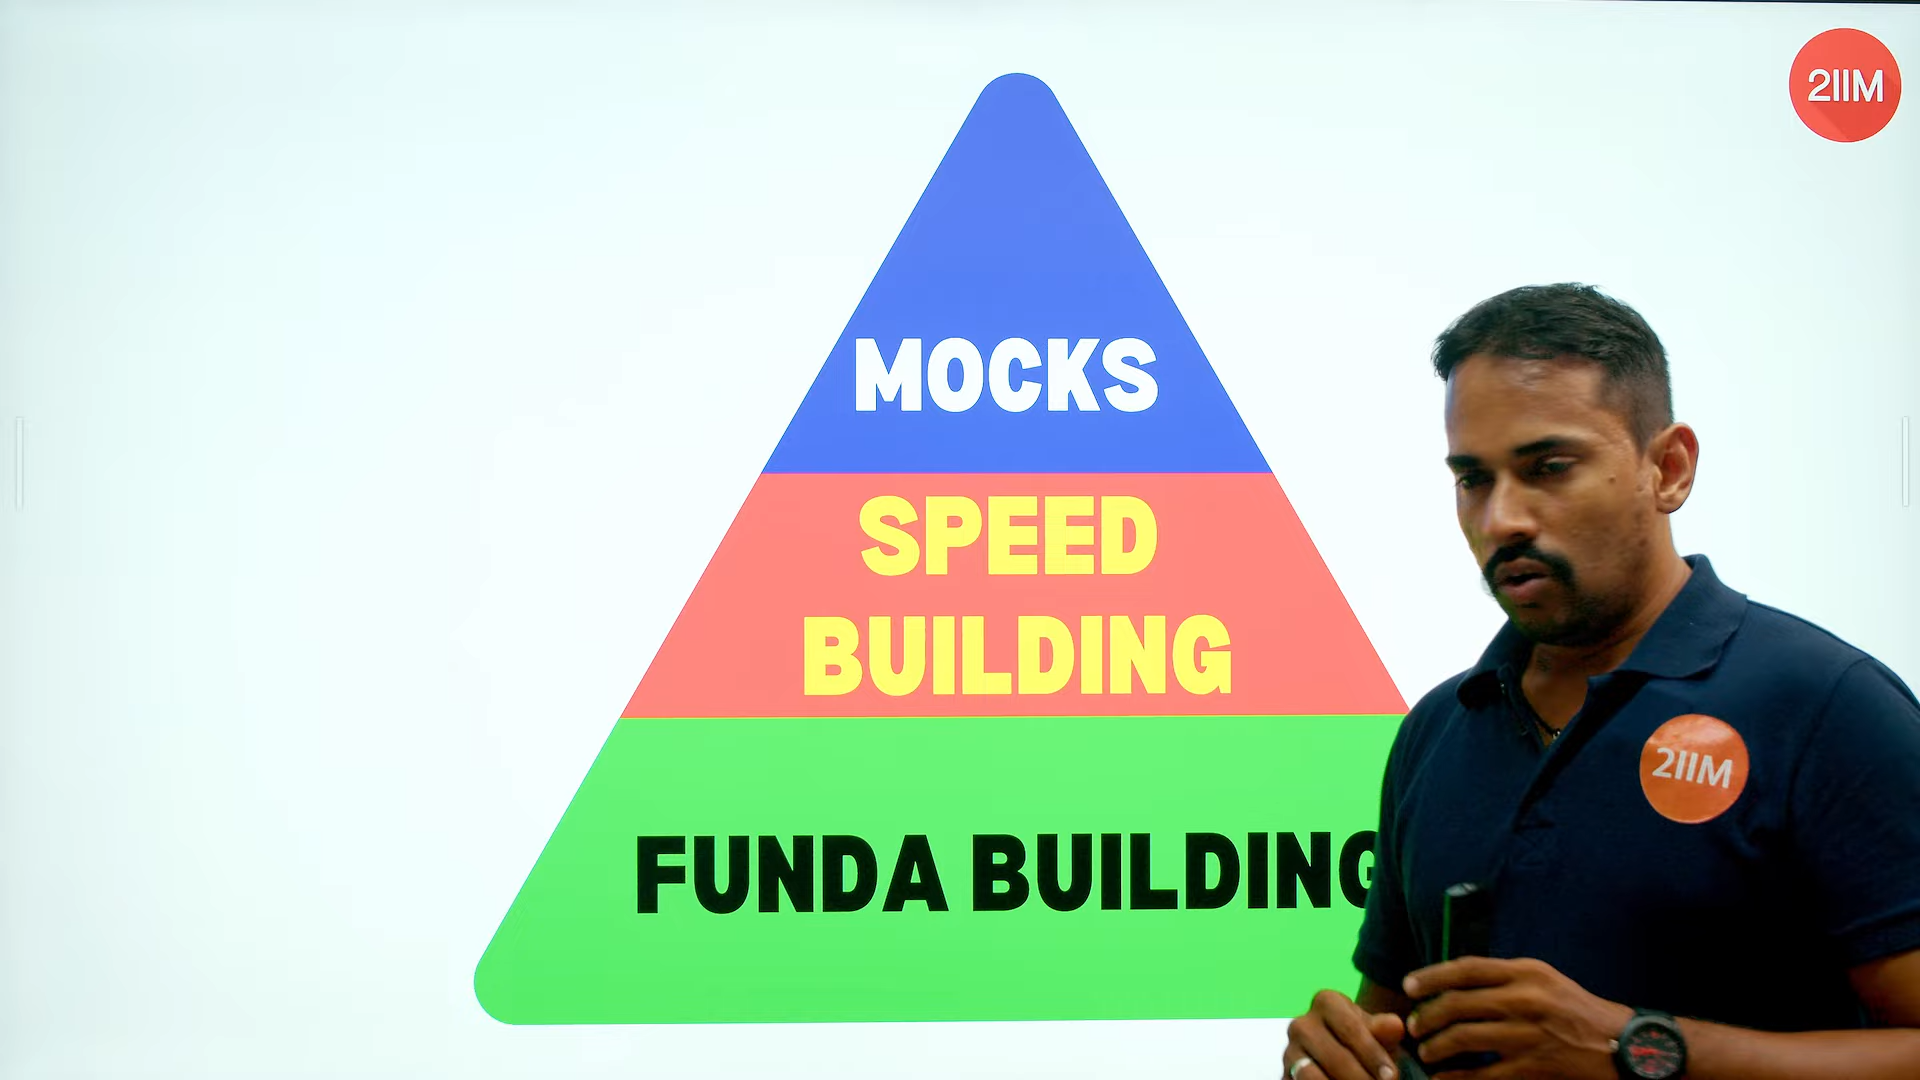 2IIM
MOCKS
SPEED
BUILDING
FUNDA BUILDING
2IIM